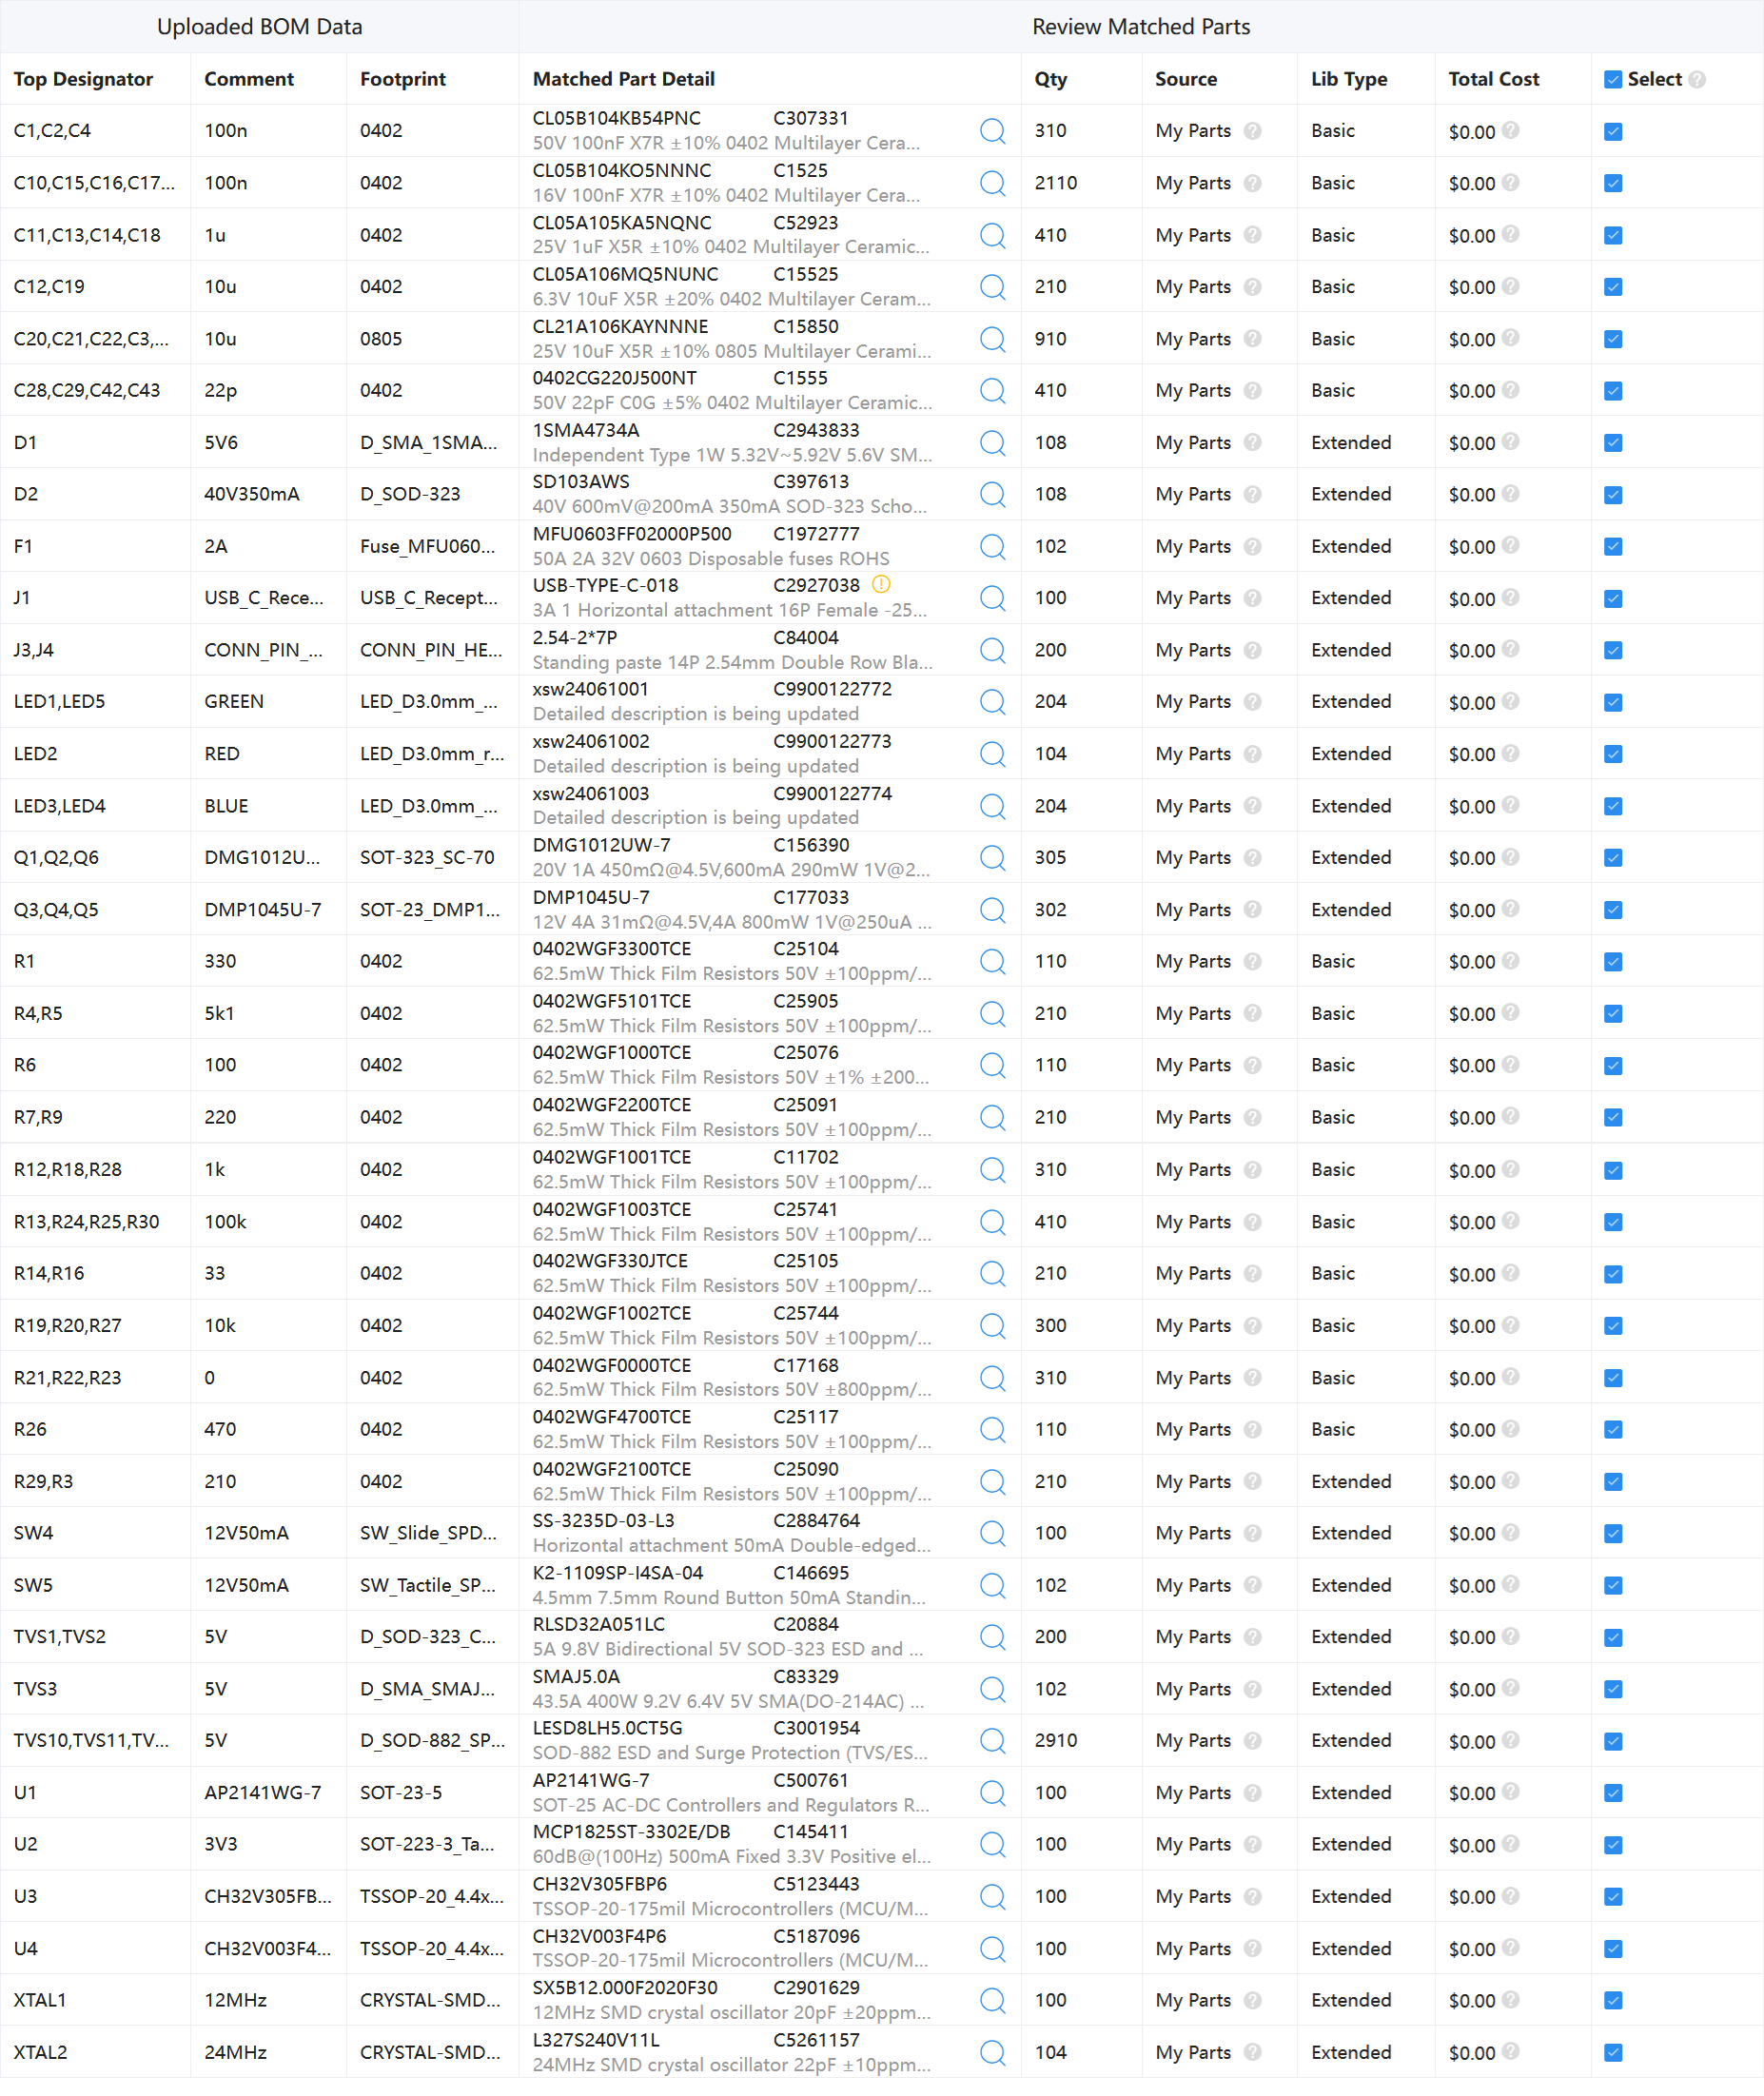 Uploaded BOM Data Review Matched Parts
Top Designator Comment Footprint Matched Part Detail Qty Source Lib Type Total Cost Select
C1,C2,C4 100n 0402 CL05B104KB54PNC C307331 310 My Parts Basic $0.00
50V 100nF X7R ±10% 0402 Multilayer Cera...
C10,C15,C16,C17... 100n 0402 CL05B104KO5NNNC C1525 2110 My Parts Basic $0.00
16V 100nF X7R ±10% 0402 Multilayer Cera...
C11,C13,C14,C18 1u 0402 CL05A105KA5NQNC C52923 410 My Parts Basic $0.00
25V 1uF X5R ±10% 0402 Multilayer Ceramic...
C12,C19 10u 0402 CL05A106MQ5NUNC C15525 210 My Parts Basic $0.00
6.3V 10uF X5R ±20% 0402 Multilayer Ceram...
C20,C21,C22,C3,... 10u 0805 CL21A106KAYNNNE C15850 910 My Parts Basic $0.00
25V 10uF X5R ±10% 0805 Multilayer Cerami...
C28,C29,C42,C43 22p 0402 0402CG220J500NT C1555 410 My Parts Basic $0.00
50V 22pF C0G ±5% 0402 Multilayer Ceramic...
D1 5V6 D_SMA_1SMA... 1SMA4734A C2943833 108 My Parts Extended $0.00
Independent Type 1W 5.32V~5.92V 5.6V SM...
D2 40V350mA D_SOD-323 SD103AWS C397613 108 My Parts Extended $0.00
40V 600mV@200mA 350mA SOD-323 Scho...
F1 2A Fuse_MFU060... MFU0603FF02000P500 C1972777 102 My Parts Extended $0.00
50A 2A 32V 0603 Disposable fuses ROHS
J1 USB_C_Rece... USB_C_Recept... USB-TYPE-C-018 C2927038 100 My Parts Extended $0.00
3A 1 Horizontal attachment 16P Female -25...
J3,J4 CONN_PIN_... CONN_PIN_HE... 2.54-2*7P C84004 200 My Parts Extended $0.00
Standing paste 14P 2.54mm Double Row Bla...
LED1,LED5 GREEN LED_D3.0mm_... xsw24061001 C9900122772 204 My Parts Extended $0.00
Detailed description is being updated
LED2 RED LED_D3.0mm_r... xsw24061002 C9900122773 104 My Parts Extended $0.00
Detailed description is being updated
LED3,LED4 BLUE LED_D3.0mm_... xsw24061003 C9900122774 204 My Parts Extended $0.00
Detailed description is being updated
Q1,Q2,Q6 DMG1012U... SOT-323_SC-70 DMG1012UW-7 C156390 305 My Parts Extended $0.00
20V 1A 450mΩ@4.5V,600mA 290mW 1V@2...
Q3,Q4,Q5 DMP1045U-7 SOT-23_DMP1... DMP1045U-7 C177033 302 My Parts Extended $0.00
12V 4A 31mΩ@4.5V,4A 800mW 1V@250uA ...
R1 330 0402 0402WGF3300TCE C25104 110 My Parts Basic $0.00
62.5mW Thick Film Resistors 50V ±100ppm/...
R4,R5 5k1 0402 0402WGF5101TCE C25905 210 My Parts Basic $0.00
62.5mW Thick Film Resistors 50V ±100ppm/...
R6 100 0402 0402WGF1000TCE C25076 110 My Parts Basic $0.00
62.5mW Thick Film Resistors 50V ±1% ±200...
R7,R9 220 0402 0402WGF2200TCE C25091 210 My Parts Basic $0.00
62.5mW Thick Film Resistors 50V ±100ppm/...
R12,R18,R28 1k 0402 0402WGF1001TCE C11702 310 My Parts Basic $0.00
62.5mW Thick Film Resistors 50V ±100ppm/...
R13,R24,R25,R30 100k 0402 0402WGF1003TCE C25741 410 My Parts Basic $0.00
62.5mW Thick Film Resistors 50V ±100ppm/...
R14,R16 33 0402 0402WGF330JTCE C25105 210 My Parts Basic $0.00
62.5mW Thick Film Resistors 50V ±100ppm/...
R19,R20,R27 10k 0402 0402WGF1002TCE C25744 300 My Parts Basic $0.00
62.5mW Thick Film Resistors 50V ±100ppm/...
R21,R22,R23 0 0402 0402WGF0000TCE C17168 310 My Parts Basic $0.00
62.5mW Thick Film Resistors 50V ±800ppm/...
R26 470 0402 0402WGF4700TCE C25117 110 My Parts Basic $0.00
62.5mW Thick Film Resistors 50V ±100ppm/...
R29,R3 210 0402 0402WGF2100TCE C25090 210 My Parts Extended $0.00
62.5mW Thick Film Resistors 50V ±100ppm/...
SW4 12V50mA SW_Slide_SPD... SS-3235D-03-L3 C2884764 100 My Parts Extended $0.00
Horizontal attachment 50mA Double-edged...
SW5 12V50mA SW_Tactile_SP... K2-1109SP-I4SA-04 C146695 102 My Parts Extended $0.00
4.5mm 7.5mm Round Button 50mA Standin...
TVS1,TVS2 5V D_SOD-323_C... RLSD32A051LC C20884 200 My Parts Extended $0.00
5A 9.8V Bidirectional 5V SOD-323 ESD and ...
TVS3 5V D_SMA_SMAJ... SMAJ5.0A C83329 102 My Parts Extended $0.00
43.5A 400W 9.2V 6.4V 5V SMA(DO-214AC) ...
TVS10,TVS11,TV... 5V D_SOD-882_SP... LESD8LH5.0CT5G C3001954 2910 My Parts Extended $0.00
SOD-882 ESD and Surge Protection (TVS/ES...
U1 AP2141WG-7 SOT-23-5 AP2141WG-7 C500761 100 My Parts Extended $0.00
SOT-25 AC-DC Controllers and Regulators R...
U2 3V3 SOT-223-3_Ta... MCP1825ST-3302E/DB C145411 100 My Parts Extended $0.00
60dB@(100Hz) 500mA Fixed 3.3V Positive el...
U3 CH32V305FB... TSSOP-20_4.4x... CH32V305FBP6 C5123443 100 My Parts Extended $0.00
TSSOP-20-175mil Microcontrollers (MCU/M...
U4 CH32V003F4... TSSOP-20_4.4x... CH32V003F4P6 C5187096 100 My Parts Extended $0.00
TSSOP-20-175mil Microcontrollers (MCU/M...
XTAL1 12MHz CRYSTAL-SMD... SX5B12.000F2020F30 C2901629 100 My Parts Extended $0.00
12MHz SMD crystal oscillator 20pF ±20ppm...
XTAL2 24MHz CRYSTAL-SMD... L327S240V11L C5261157 104 My Parts Extended $0.00
24MHz SMD crystal oscillator 22pF ±10ppm...